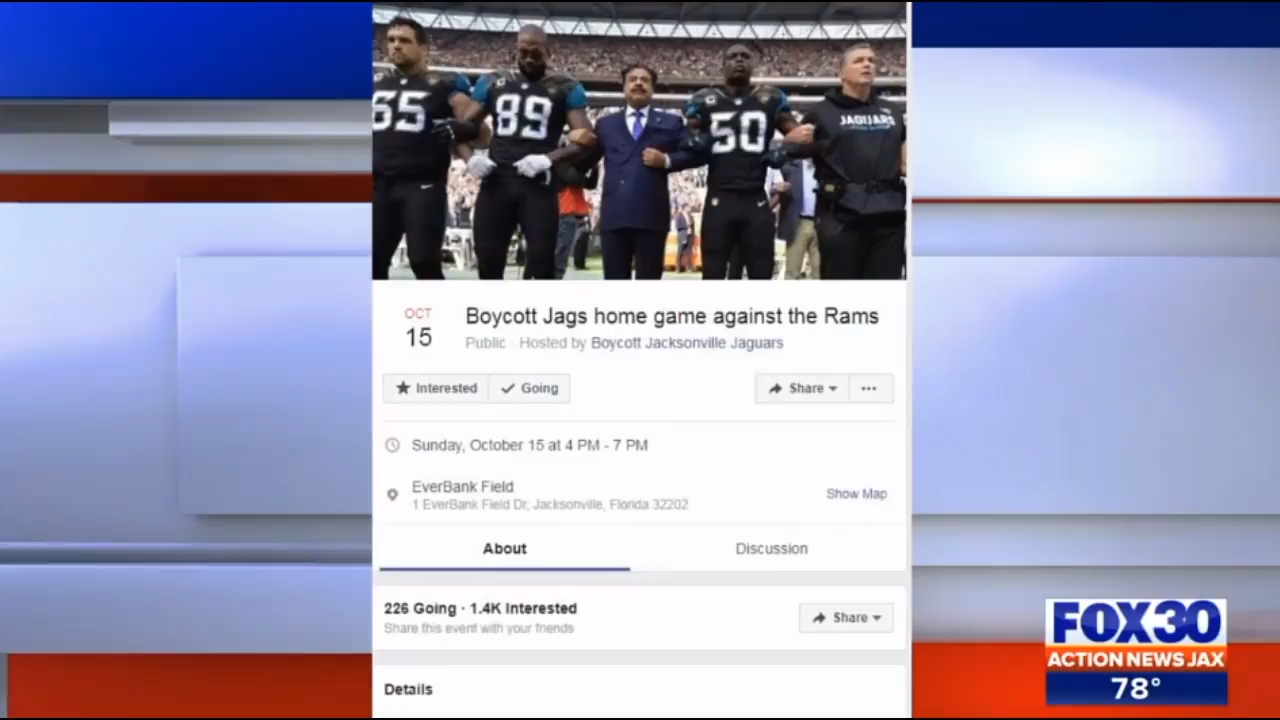 65
89
50
JAGUARS
OCT
15
Boycott Jags home game against the Rams
Public · Hosted by Boycott Jacksonville Jaguars
Interested
Going
Share
Sunday, October 15 at 4 PM - 7 PM
EverBank Field
1 EverBank Field Dr, Jacksonville, Florida 32202
Show Map
About
Discussion
226 Going · 1.4K Interested
Share this event with your friends
Share
Details
FOX30
ACTION NEWS JAX
78°